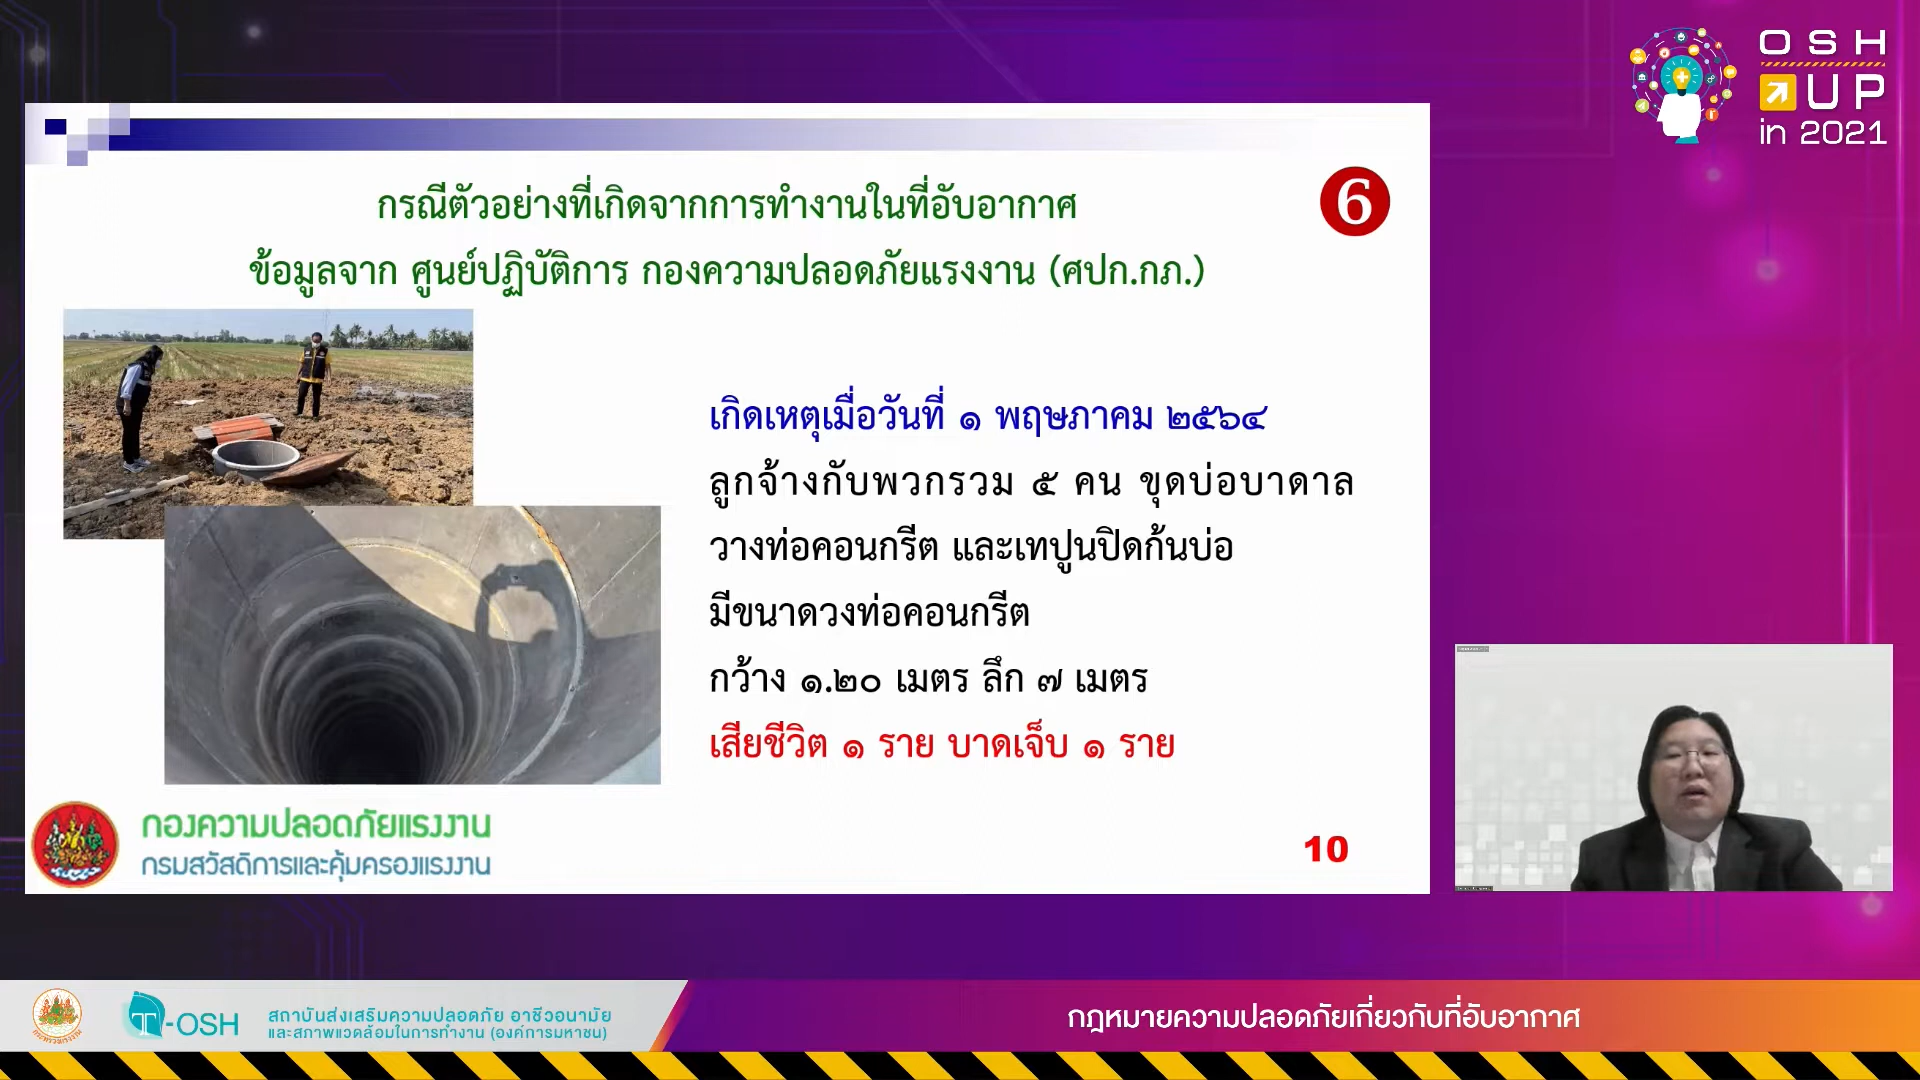 OSH
UP
in 2021
กรณีตัวอย่างที่เกิดจากการทำงานในที่อับอากาศ
6
ข้อมูลจาก ศูนย์ปฏิบัติการ กองความปลอดภัยแรงงาน (ศปก.กภ.)
เกิดเหตุเมื่อวันที่ ๑ พฤษภาคม ๒๕๖๔
ลูกจ้างกับพวกรวม ๕ คน ขุดบ่อบาดาล
วางท่อคอนกรีต และเทปูนปิดก้นบ่อ
มีขนาดวงท่อคอนกรีต
กว้าง ๑.๒๐ เมตร ลึก ๗ เมตร
เสียชีวิต ๑ ราย บาดเจ็บ ๑ ราย
กองความปลอดภัยแรงงาน
กรมสวัสดิการและคุ้มครองแรงงาน
10
กระทรวงแรงงาน
T-OSH
สถาบันส่งเสริมความปลอดภัย อาชีวอนามัย
และสภาพแวดล้อมในการทำงาน (องค์การมหาชน)
กฎหมายความปลอดภัยเกี่ยวกับที่อับอากาศ